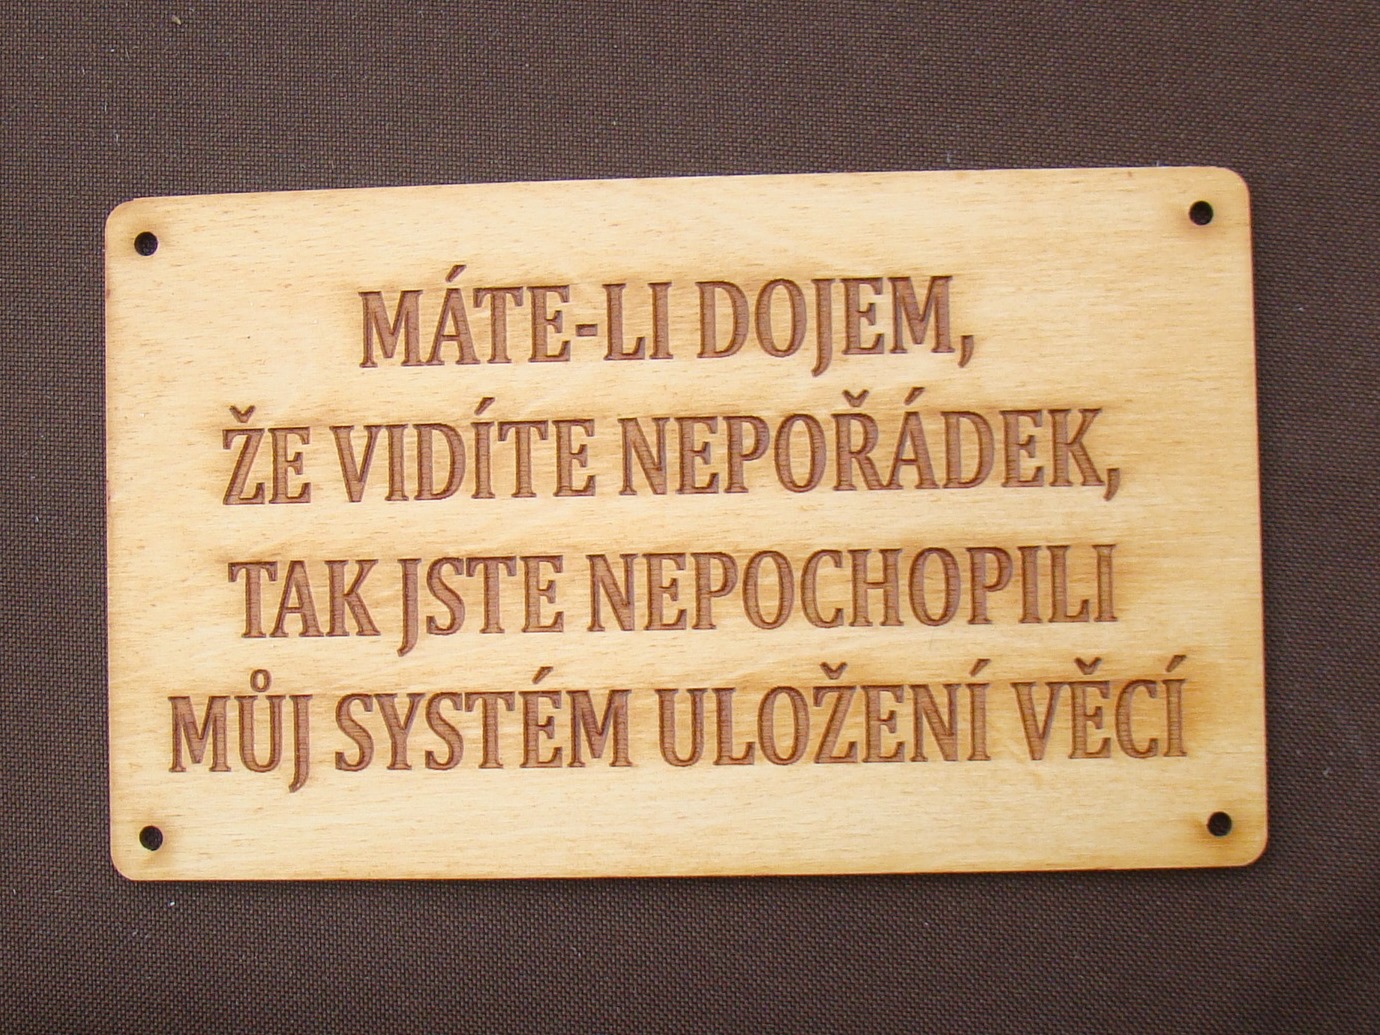 MÁTE-LI DOJEM,
ŽE VIDÍTE NEPOŘÁDEK,
TAK JSTE NEPOCHOPILI
MŮJ SYSTÉM ULOŽENÍ VĚCÍ